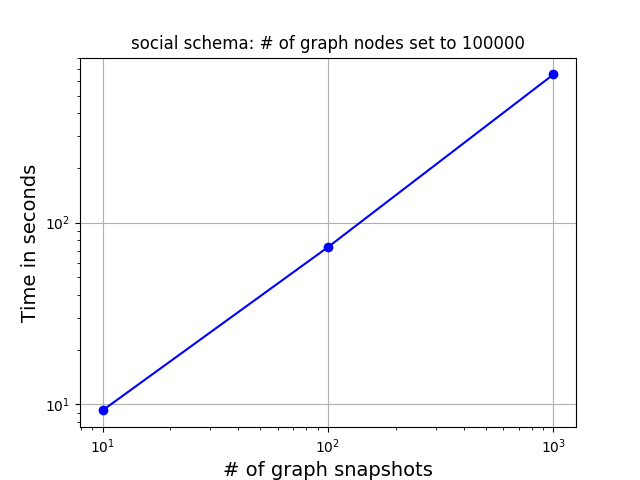 social schema: # of graph nodes set to 100000
Time in seconds
10²
10¹
10¹ 10² 10³
# of graph snapshots